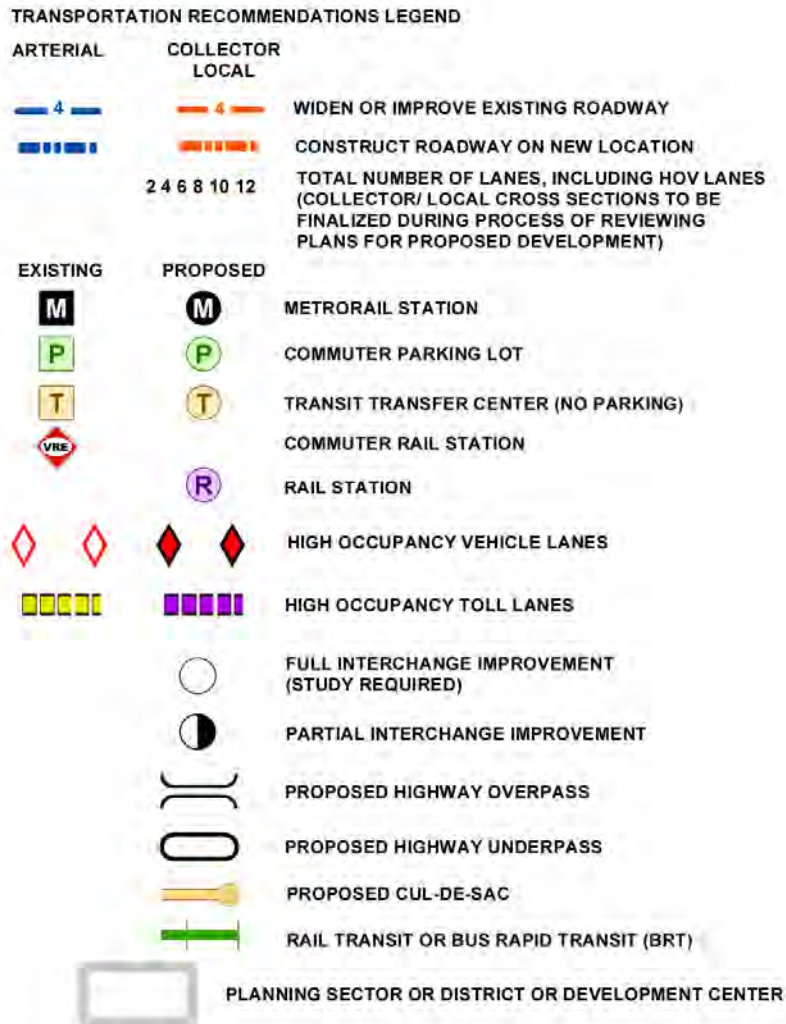 TRANSPORTATION RECOMMENDATIONS LEGEND
ARTERIAL COLLECTOR
LOCAL
4 4 WIDEN OR IMPROVE EXISTING ROADWAY
CONSTRUCT ROADWAY ON NEW LOCATION
2 4 6 8 10 12 TOTAL NUMBER OF LANES, INCLUDING HOV LANES
(COLLECTOR/ LOCAL CROSS SECTIONS TO BE
FINALIZED DURING PROCESS OF REVIEWING
PLANS FOR PROPOSED DEVELOPMENT)
EXISTING PROPOSED
M M METRORAIL STATION
P P COMMUTER PARKING LOT
T T TRANSIT TRANSFER CENTER (NO PARKING)
VRE COMMUTER RAIL STATION
R RAIL STATION
HIGH OCCUPANCY VEHICLE LANES
HIGH OCCUPANCY TOLL LANES
FULL INTERCHANGE IMPROVEMENT
(STUDY REQUIRED)
PARTIAL INTERCHANGE IMPROVEMENT
PROPOSED HIGHWAY OVERPASS
PROPOSED HIGHWAY UNDERPASS
PROPOSED CUL-DE-SAC
RAIL TRANSIT OR BUS RAPID TRANSIT (BRT)
PLANNING SECTOR OR DISTRICT OR DEVELOPMENT CENTER